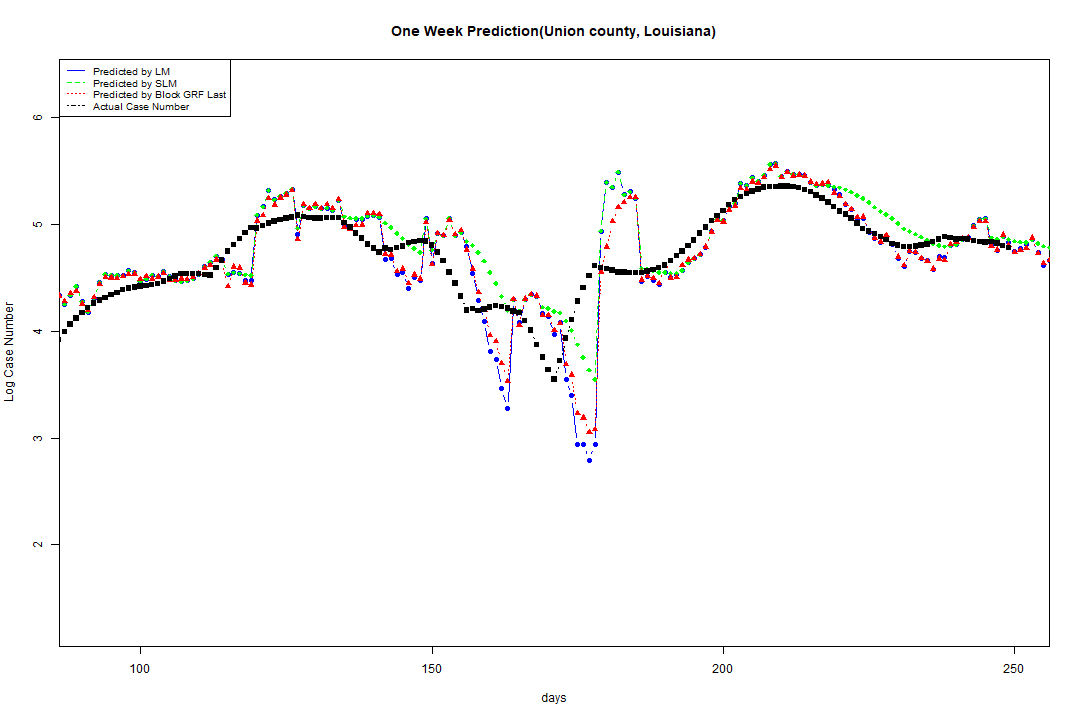 One Week Prediction(Union county, Louisiana)
Predicted by LM
Predicted by SLM
Predicted by Block GRF Last
Actual Case Number
6
5
4
3
2
Log Case Number
100 150 200 250
days